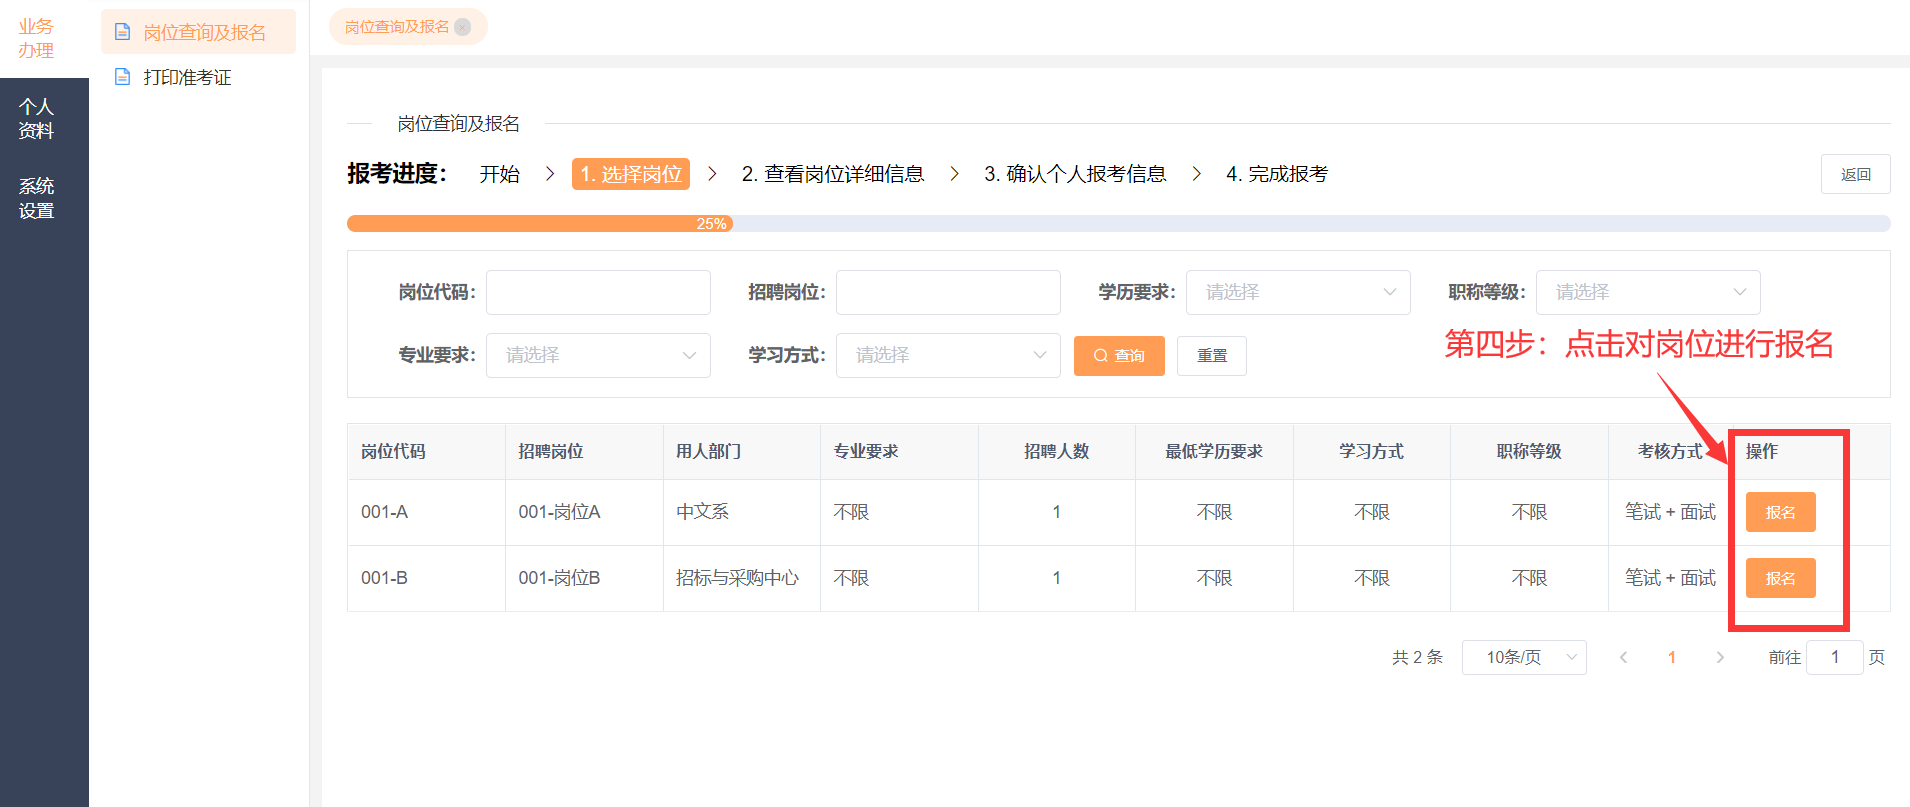 业务
办理
个人
资料
系统
设置
岗位查询及报名
打印准考证
岗位查询及报名
岗位查询及报名
报考进度： 开始 > 1. 选择岗位 > 2. 查看岗位详细信息 > 3. 确认个人报考信息 > 4. 完成报考 返回
25%
岗位代码： 招聘岗位： 学历要求： 请选择 职称等级： 请选择
专业要求： 请选择 学习方式： 请选择 查询 重置
第四步：点击对岗位进行报名
岗位代码 招聘岗位 用人部门 专业要求 招聘人数 最低学历要求 学习方式 职称等级 考核方式 操作
001-A 001-岗位A 中文系 不限 1 不限 不限 不限 笔试 + 面试 报名
001-B 001-岗位B 招标与采购中心 不限 1 不限 不限 不限 笔试 + 面试 报名
共 2 条 10条/页 < 1 > 前往 1 页